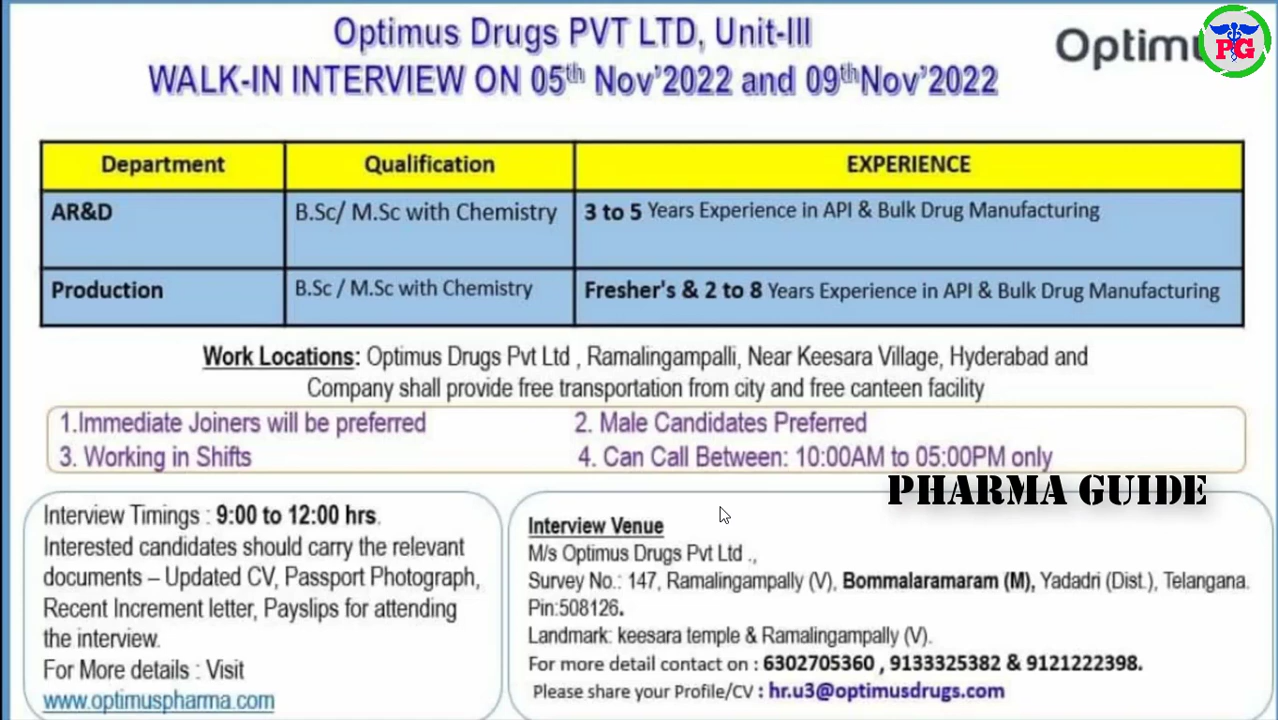 Optimus Drugs PVT LTD, Unit-III
WALK-IN INTERVIEW ON 05th Nov'2022 and 09thNov'2022
Optimu
PG
Department Qualification EXPERIENCE
AR&D B.Sc/ M.Sc with Chemistry 3 to 5 Years Experience in API & Bulk Drug Manufacturing
Production B.Sc / M.Sc with Chemistry Fresher's & 2 to 8 Years Experience in API & Bulk Drug Manufacturing
Work Locations: Optimus Drugs Pvt Ltd , Ramalingampalli, Near Keesara Village, Hyderabad and
Company shall provide free transportation from city and free canteen facility
1.Immediate Joiners will be preferred 2. Male Candidates Preferred
3. Working in Shifts 4. Can Call Between: 10:00AM to 05:00PM only
PHARMA GUIDE
Interview Timings : 9:00 to 12:00 hrs.
Interested candidates should carry the relevant
documents – Updated CV, Passport Photograph,
Recent Increment letter, Payslips for attending
the interview.
For More details : Visit
www.optimuspharma.com
Interview Venue
M/s Optimus Drugs Pvt Ltd .,
Survey No.: 147, Ramalingampally (V), Bommalaramaram (M), Yadadri (Dist.), Telangana.
Pin:508126.
Landmark: keesara temple & Ramalingampally (V).
For more detail contact on : 6302705360 , 9133325382 & 9121222398.
Please share your Profile/CV : hr.u3@optimusdrugs.com